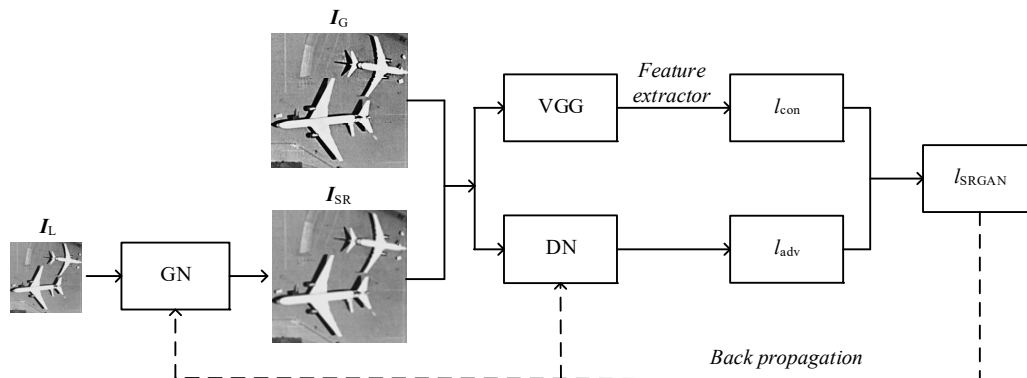 I_G
VGG
Feature
extractor
l_con
I_SR
l_SRGAN
I_L
GN
DN
l_adv
Back propagation